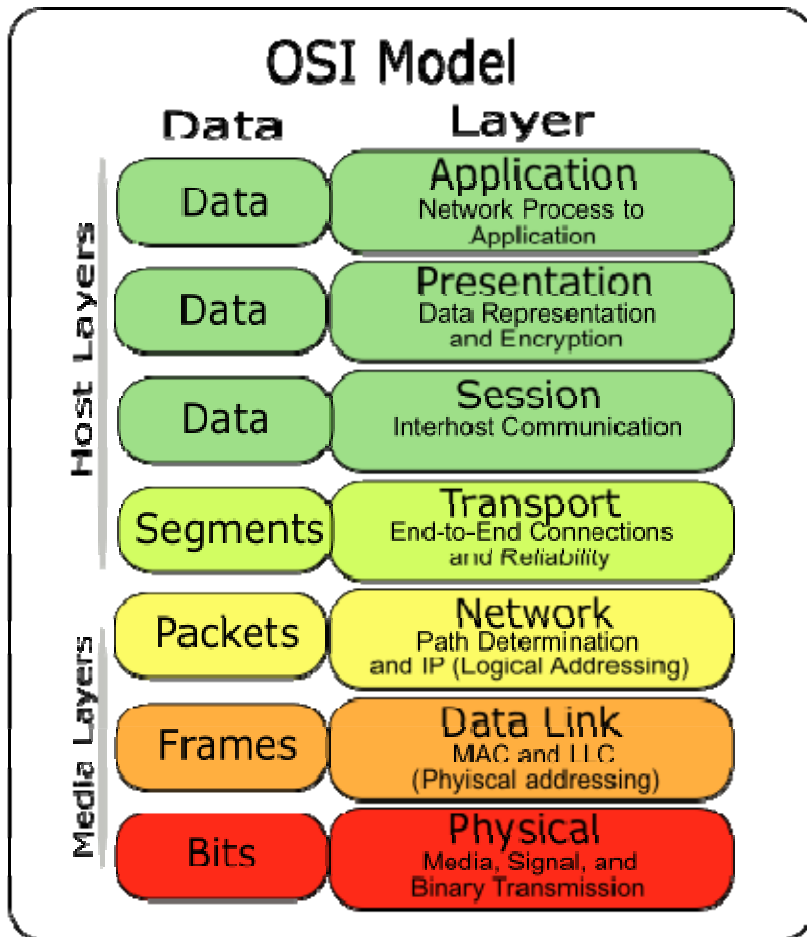 OSI Model
Data Layer
Host Layers
Data
Application
Network Process to
Application
Data
Presentation
Data Representation
and Encryption
Data
Session
Interhost Communication
Segments
Transport
End-to-End Connections
and Reliability
Media Layers
Packets
Network
Path Determination
and IP (Logical Addressing)
Frames
Data Link
MAC and LLC
(Phyiscal addressing)
Bits
Physical
Media, Signal, and
Binary Transmission